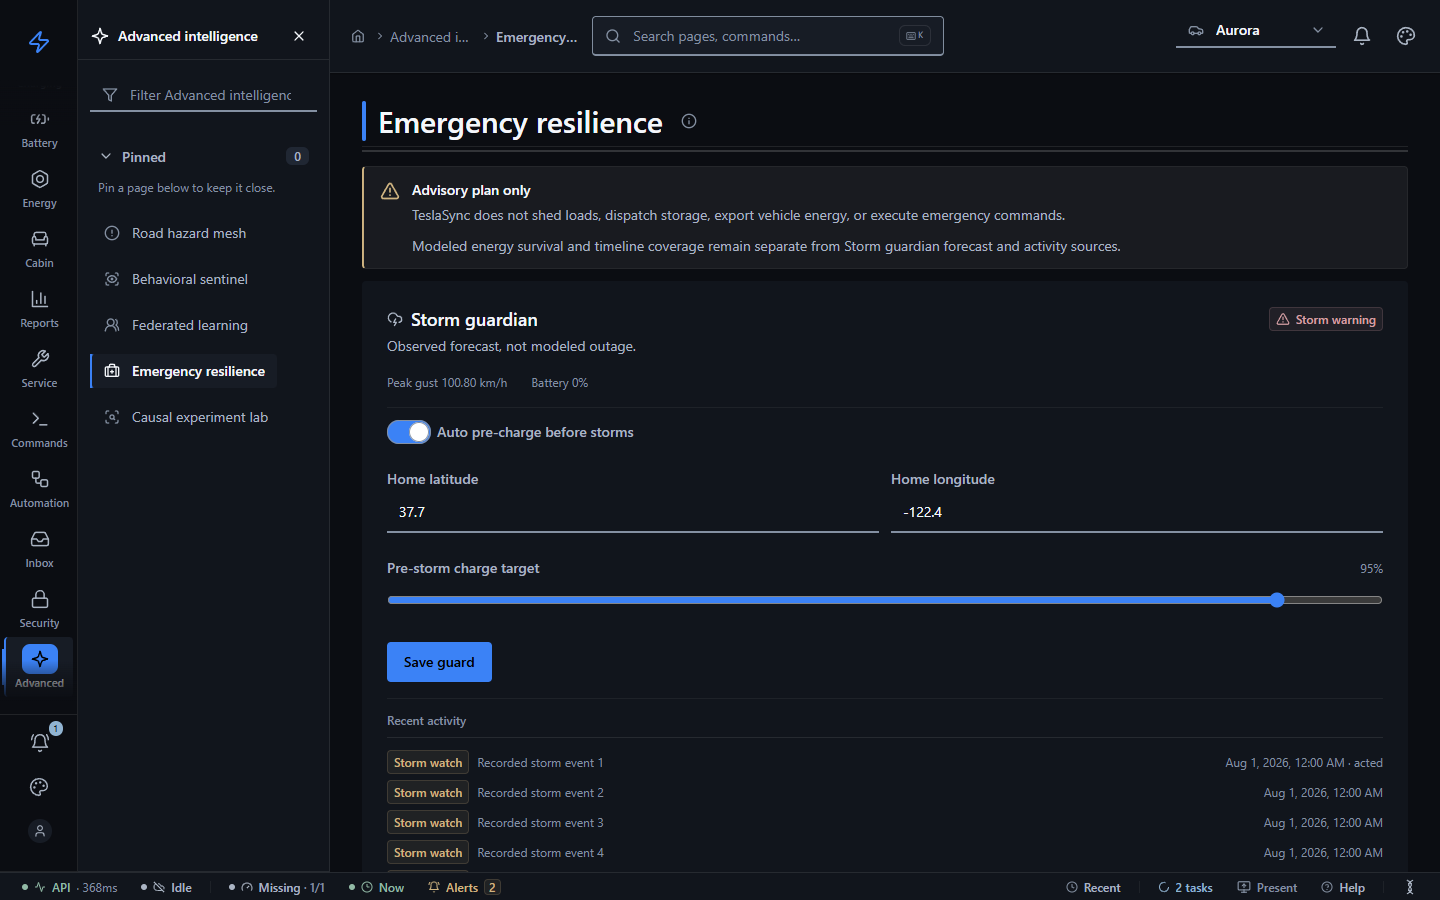 Advanced intelligence
Advanced i...
Emergency...
Search pages, commands...
K
Aurora
Filter Advanced intelligenc
Battery
Energy
Cabin
Reports
Service
Commands
Automation
Inbox
Security
Advanced
1
Pinned
0
Pin a page below to keep it close.
Road hazard mesh
Behavioral sentinel
Federated learning
Emergency resilience
Causal experiment lab
Emergency resilience
Advisory plan only
TeslaSync does not shed loads, dispatch storage, export vehicle energy, or execute emergency commands.
Modeled energy survival and timeline coverage remain separate from Storm guardian forecast and activity sources.
Storm guardian
Storm warning
Observed forecast, not modeled outage.
Peak gust 100.80 km/h Battery 0%
Auto pre-charge before storms
Home latitude
37.7
Home longitude
-122.4
Pre-storm charge target
95%
Save guard
Recent activity
Storm watch Recorded storm event 1 Aug 1, 2026, 12:00 AM · acted
Storm watch Recorded storm event 2 Aug 1, 2026, 12:00 AM
Storm watch Recorded storm event 3 Aug 1, 2026, 12:00 AM
Storm watch Recorded storm event 4 Aug 1, 2026, 12:00 AM
API · 368ms Idle Missing · 1/1 Now Alerts 2 Recent 2 tasks Present Help